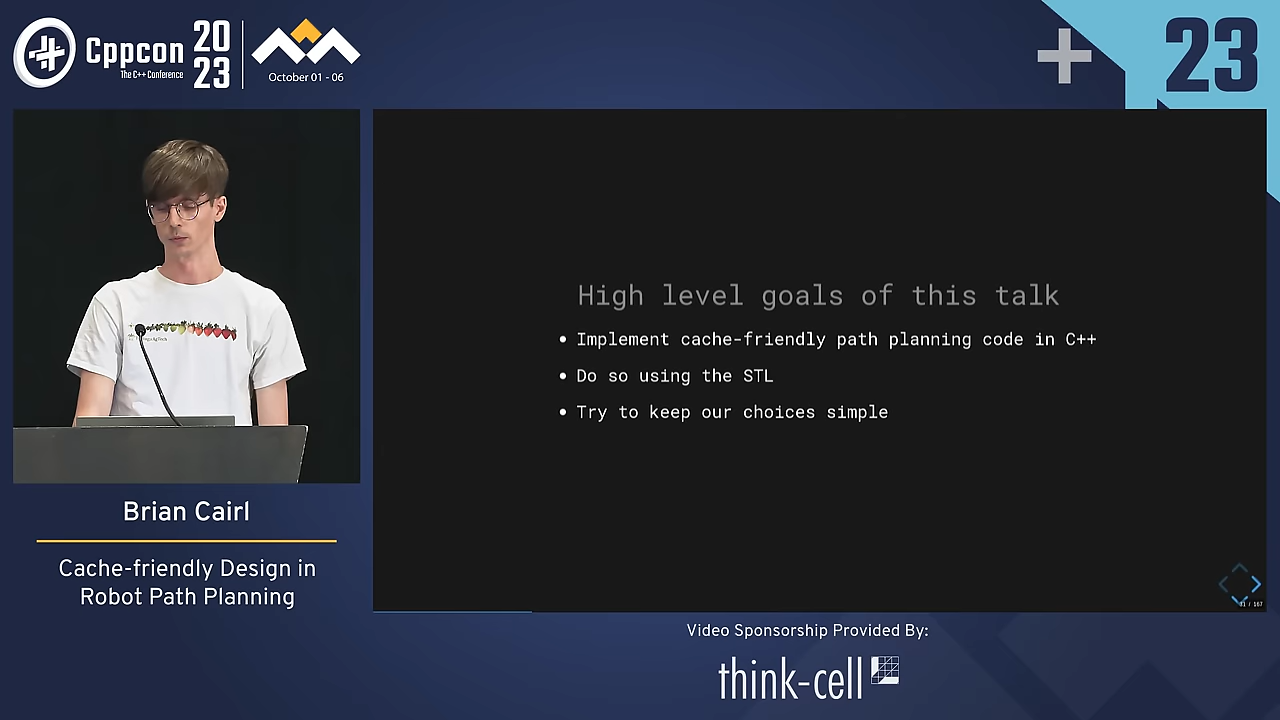 Cppcon
The C++ Conference
20
23
October 01 - 06
23
High level goals of this talk
Implement cache-friendly path planning code in C++
Do so using the STL
Try to keep our choices simple
Brian Cairl
Cache-friendly Design in
Robot Path Planning
Video Sponsorship Provided By:
think-cell